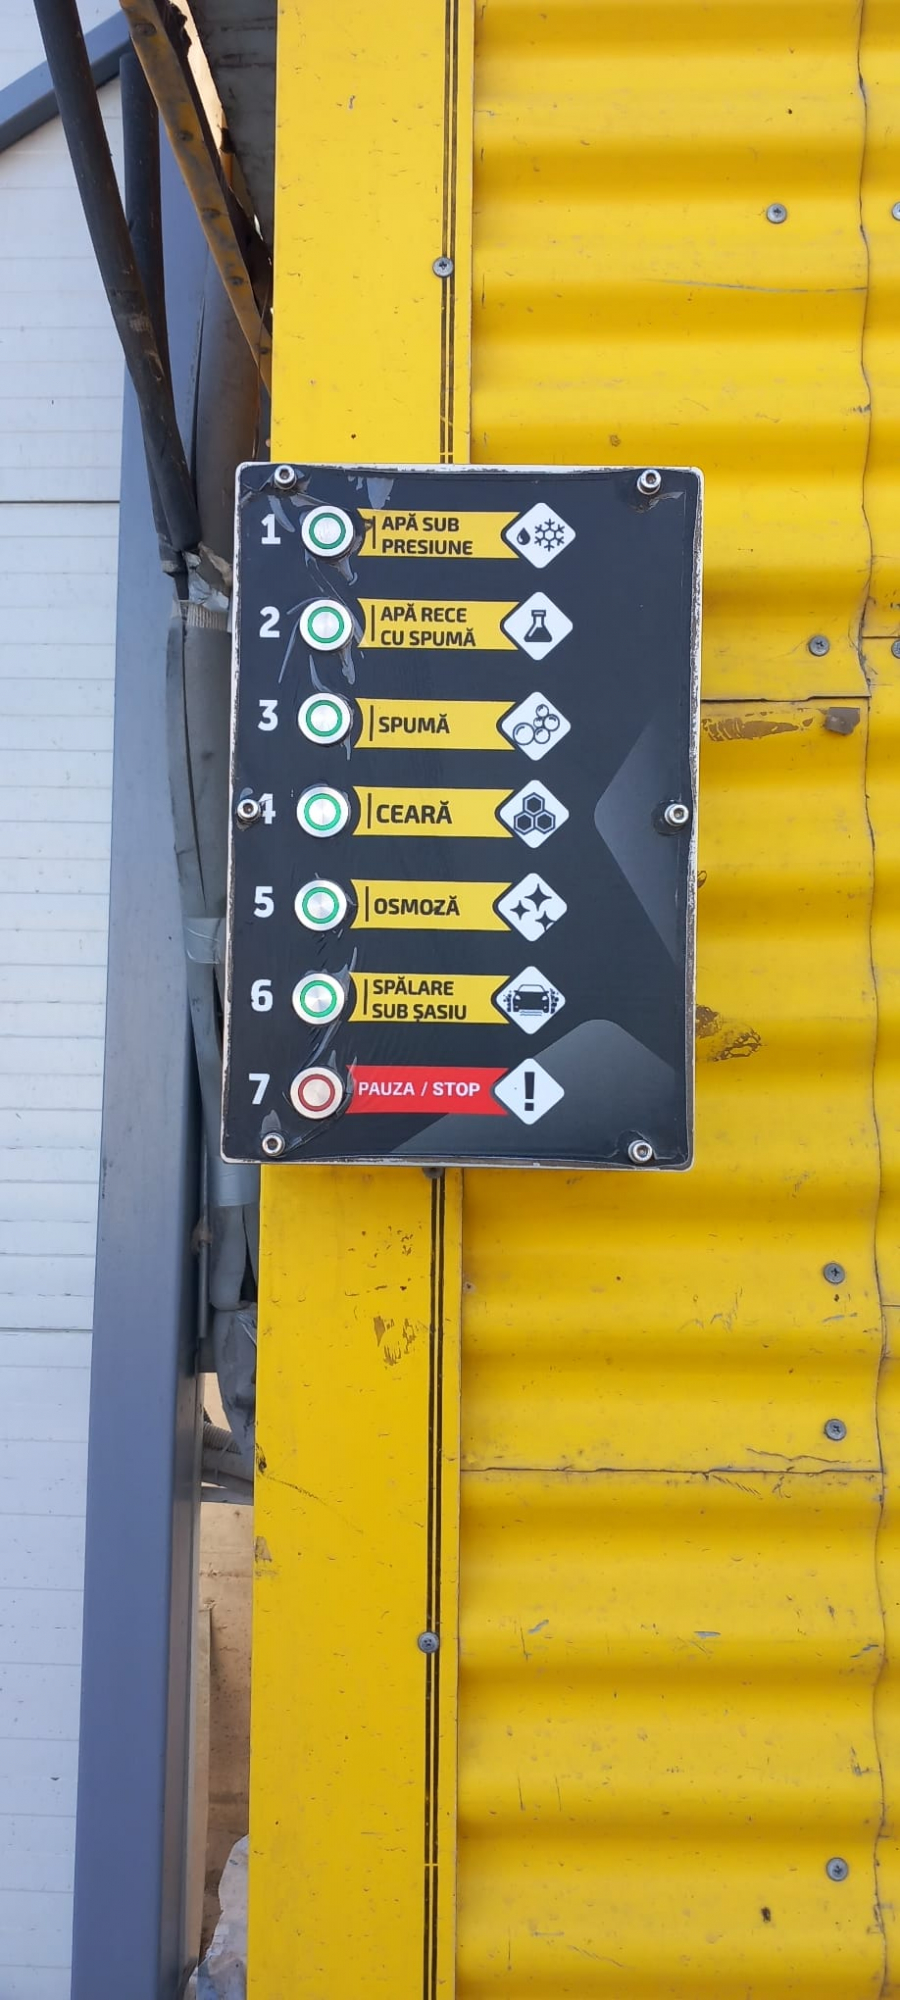 1 APĂ SUB
PRESIUNE
2 APĂ RECE
CU SPUMĂ
3 SPUMĂ
4 CEARĂ
5 OSMOZĂ
6 SPĂLARE
SUB ŞASIU
7 PAUZA / STOP !